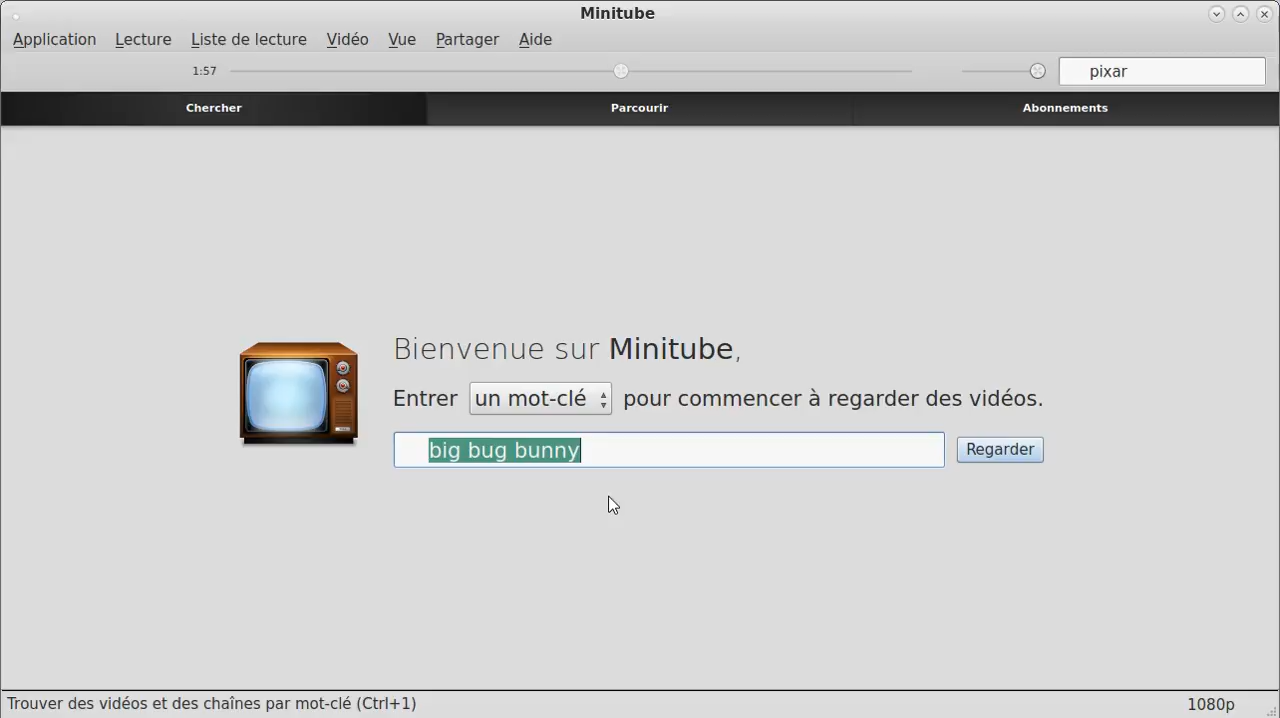 Minitube
Application Lecture Liste de lecture Vidéo Vue Partager Aide
1:57 pixar
Chercher Parcourir Abonnements
Bienvenue sur Minitube,
Entrer un mot-clé pour commencer à regarder des vidéos.
big bug bunny Regarder
Trouver des vidéos et des chaînes par mot-clé (Ctrl+1) 1080p